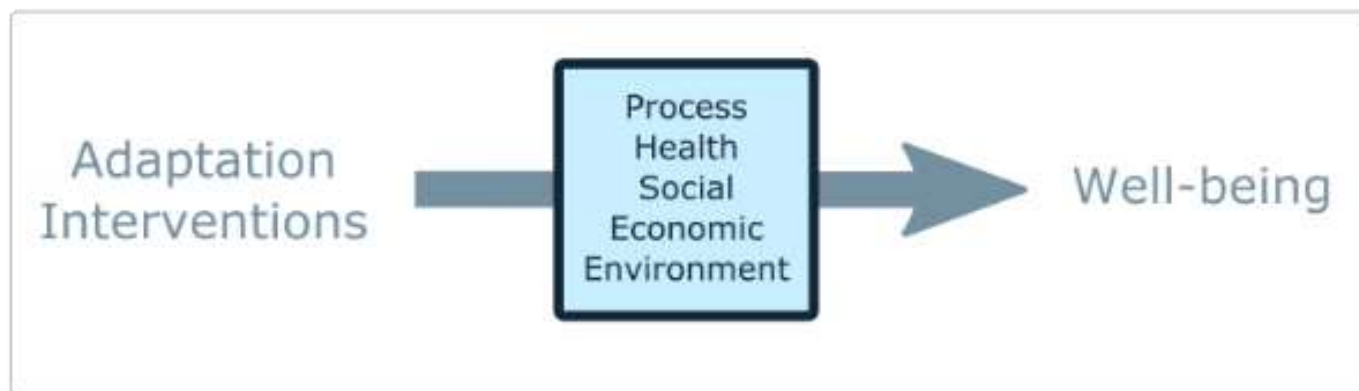 Adaptation
Interventions
Process
Health
Social
Economic
Environment
Well-being